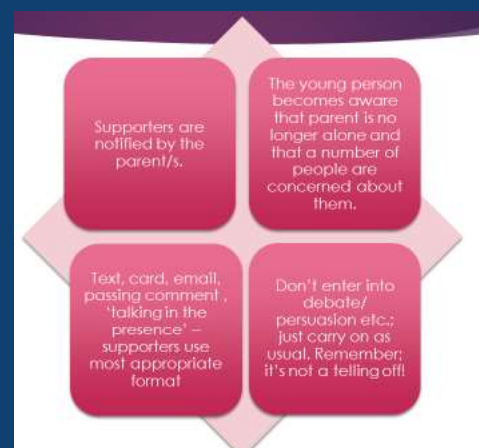 Supporters are
notified by the
parent/s.
The young person
becomes aware
that parent is no
longer alone and
that a number of
people are
concerned about
them.
Text, card, email,
passing comment ,
‘talking in the
presence’ –
supporters use
most appropriate
format
Don’t enter into
debate/
persuasion etc.;
just carry on as
usual. Remember;
it’s not a telling off!